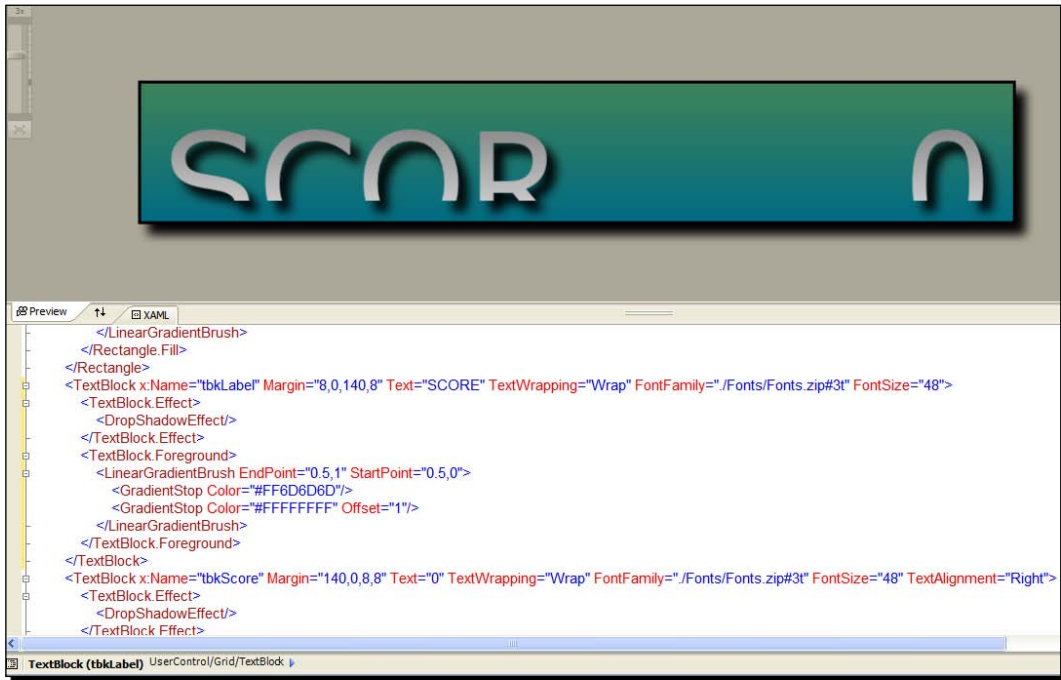 3x
SCOR 0
Preview XAML
</LinearGradientBrush>
</Rectangle.Fill>
</Rectangle>
<TextBlock x:Name="tbkLabel" Margin="8,0,140,8" Text="SCORE" TextWrapping="Wrap" FontFamily="./Fonts/Fonts.zip#3t" FontSize="48">
<TextBlock.Effect>
<DropShadowEffect/>
</TextBlock.Effect>
<TextBlock.Foreground>
<LinearGradientBrush EndPoint="0.5,1" StartPoint="0.5,0">
<GradientStop Color="#FF6D6D6D"/>
<GradientStop Color="#FFFFFFFF" Offset="1"/>
</LinearGradientBrush>
</TextBlock.Foreground>
</TextBlock>
<TextBlock x:Name="tbkScore" Margin="140,0,8,8" Text="0" TextWrapping="Wrap" FontFamily="./Fonts/Fonts.zip#3t" FontSize="48" TextAlignment="Right">
<TextBlock.Effect>
<DropShadowEffect/>
</TextBlock.Effect>
TextBlock (tbkLabel) UserControl/Grid/TextBlock